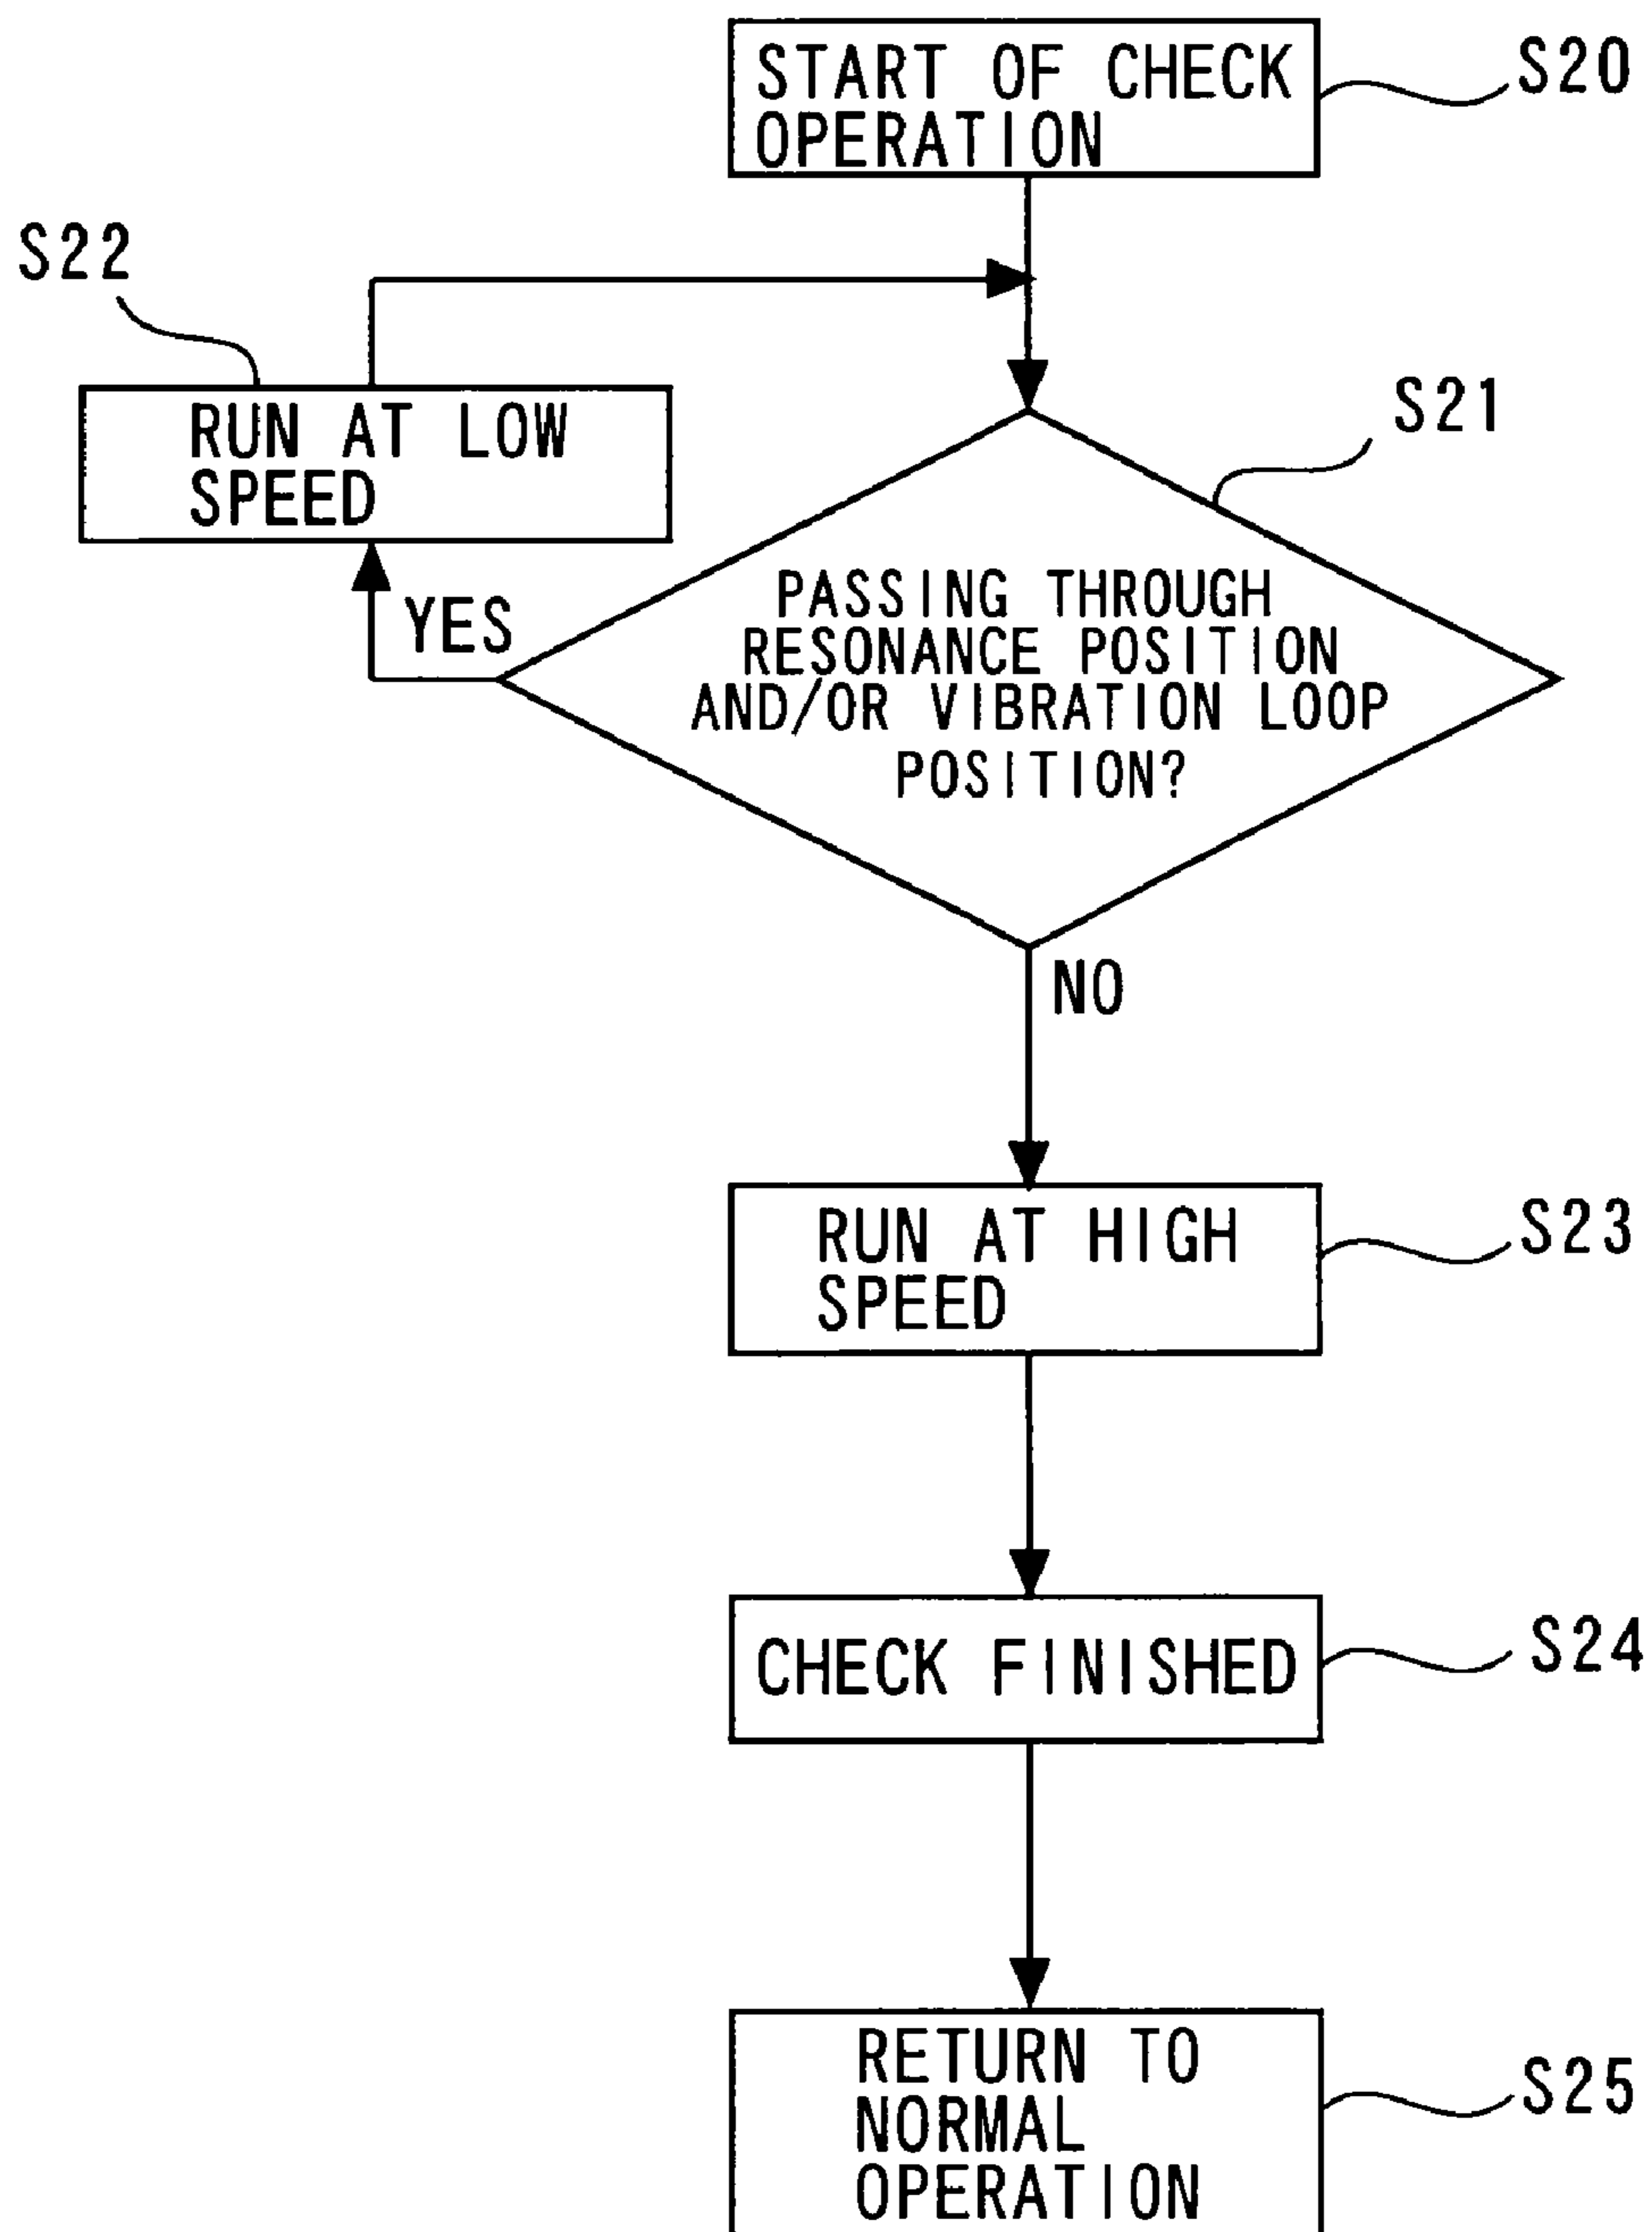 START OF CHECK
OPERATION
S20
S22
RUN AT LOW
SPEED
S21
YES
PASSING THROUGH
RESONANCE POSITION
AND/OR VIBRATION LOOP
POSITION?
NO
RUN AT HIGH
SPEED
S23
CHECK FINISHED
S24
RETURN TO
NORMAL
OPERATION
S25